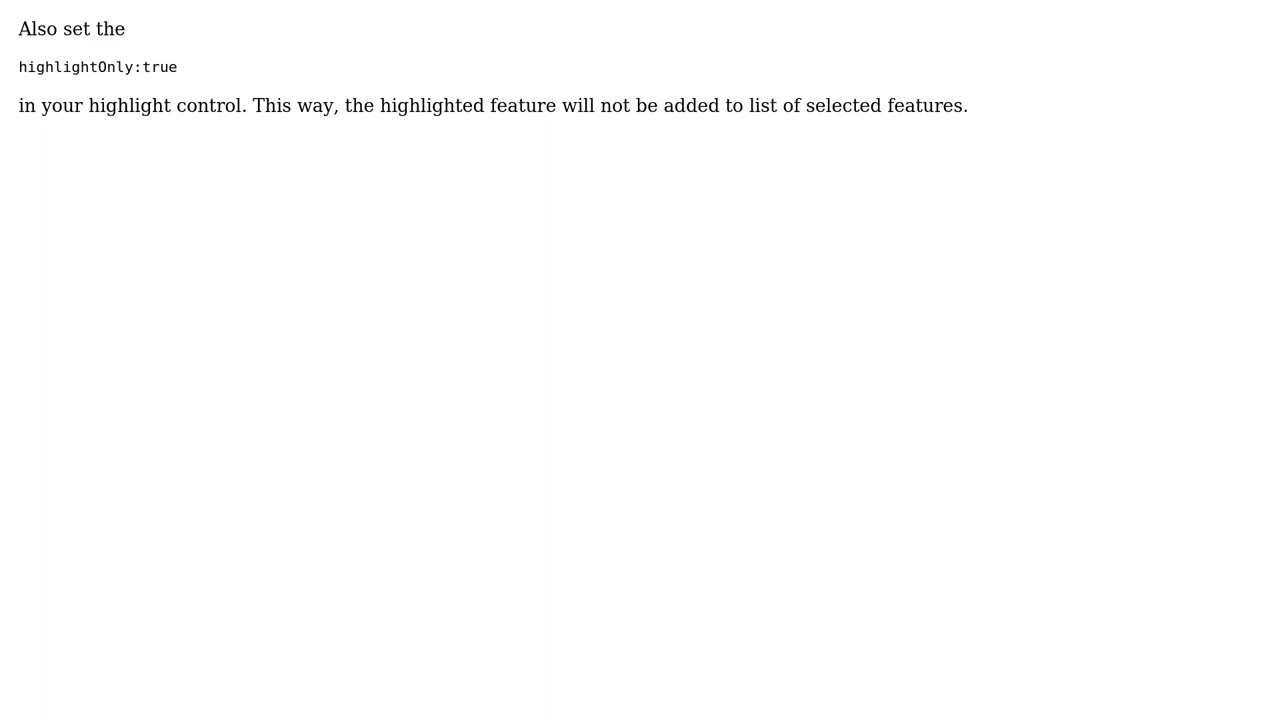 Also set the
highlightOnly:true
in your highlight control. This way, the highlighted feature will not be added to list of selected features.